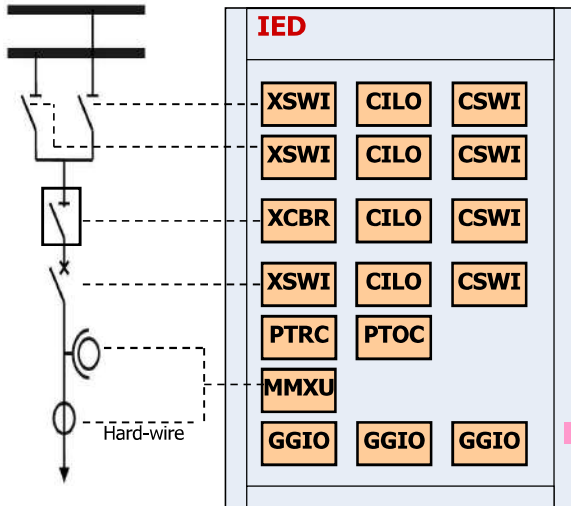 IED
XSWI CILO CSWI
XSWI CILO CSWI
XCBR CILO CSWI
XSWI CILO CSWI
PTRC PTOC
MMXU
Hard-wire
GGIO GGIO GGIO